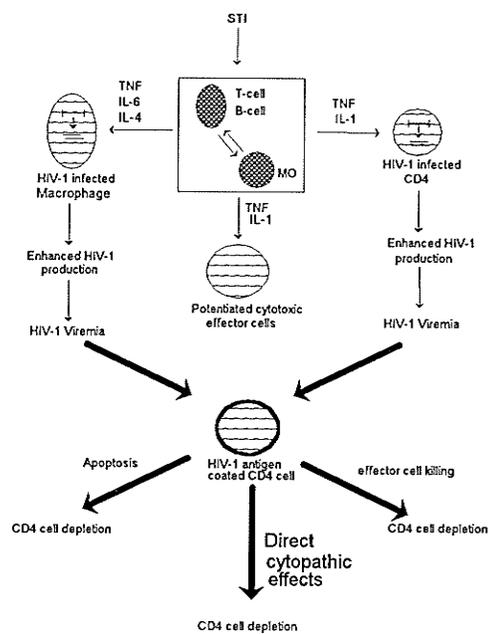 STI
TNF
IL-6
IL-4
T-cell
B-cell
MO
TNF
IL-1
HIV-1 infected
Macrophage
TNF
IL-1
HIV-1 infected
CD4
Enhanced HIV-1
production
Potentiated cytotoxic
effector cells
Enhanced HIV-1
production
HIV-1 Viremia
HIV-1 Viremia
HIV-1 antigen
coated CD4 cell
Apoptosis
effector cell killing
CD4 cell depletion
CD4 cell depletion
Direct
cytopathic
effects
CD4 cell depletion